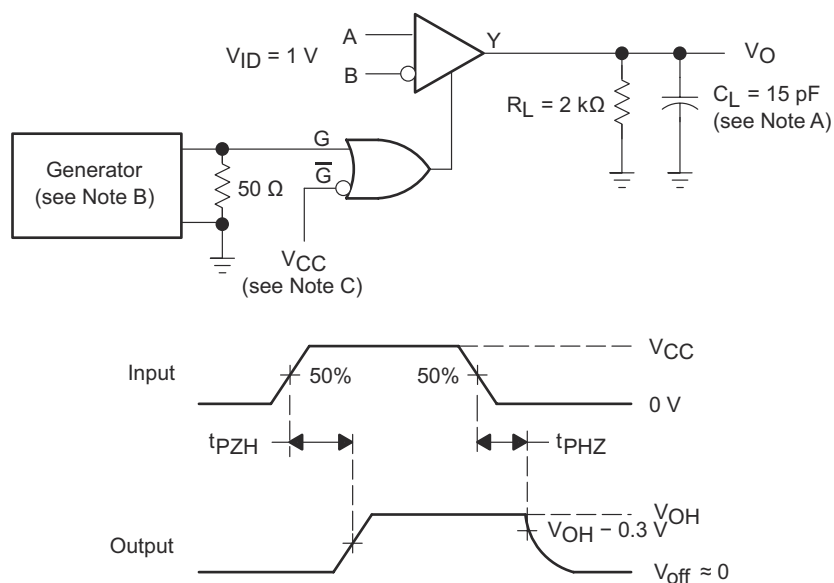 A
Y
V_O
V_ID = 1 V
B
R_L = 2 kΩ
C_L = 15 pF
(see Note A)
Generator
(see Note B)
50 Ω
G
G̅
V_CC
(see Note C)
Input
50%
50%
V_CC
0 V
t_PZH
t_PHZ
Output
V_OH
V_OH − 0.3 V
V_off ≈ 0